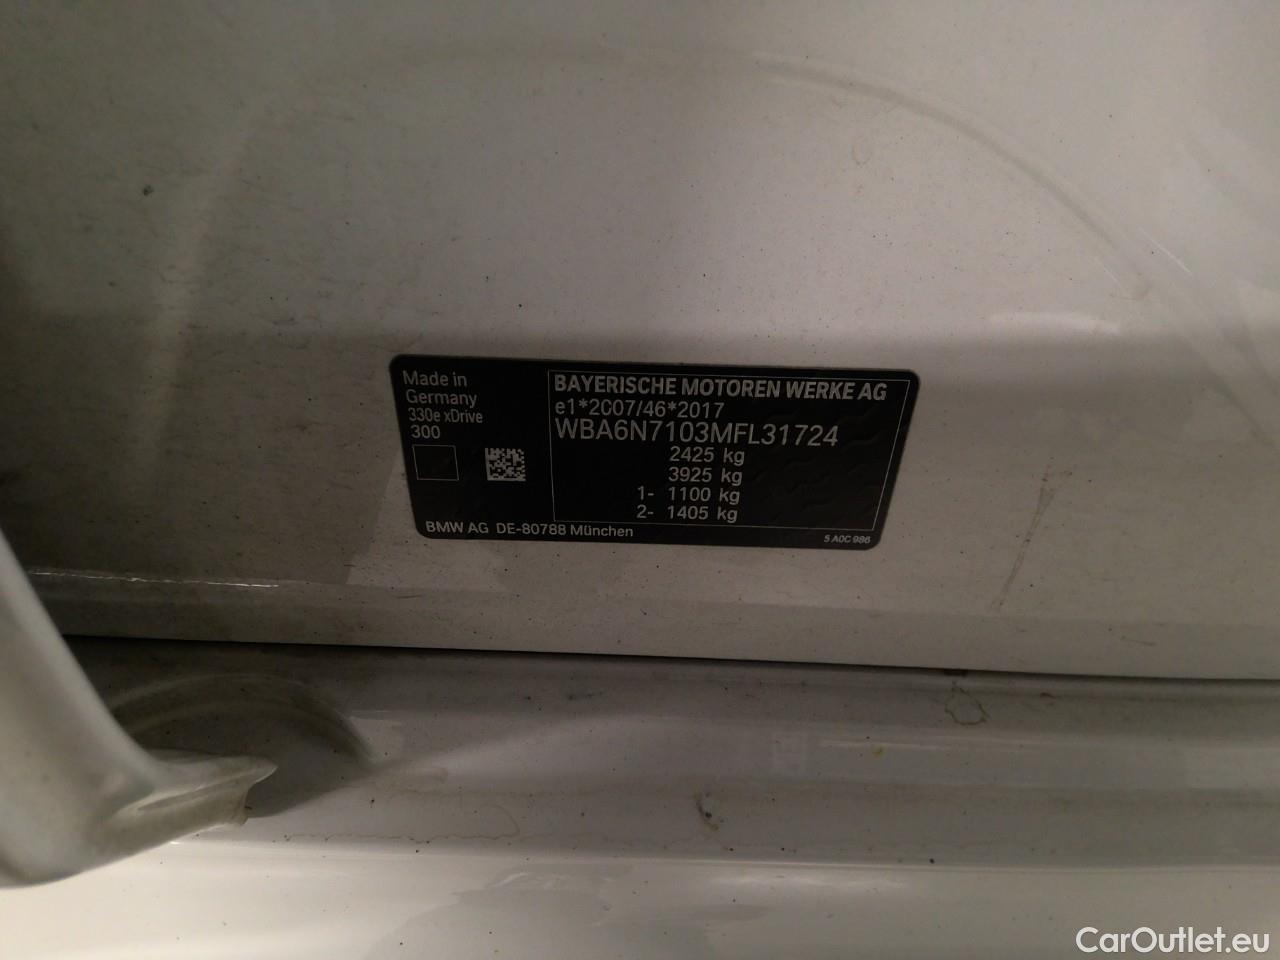 Made in
Germany
330e xDrive
300
BAYERISCHE MOTOREN WERKE AG
e1*2007/46*2017
WBA6N7103MFL31724
2425 kg
3925 kg
1- 1100 kg
2- 1405 kg
BMW AG DE-80788 München
5 A0C 986
CarOutlet.eu